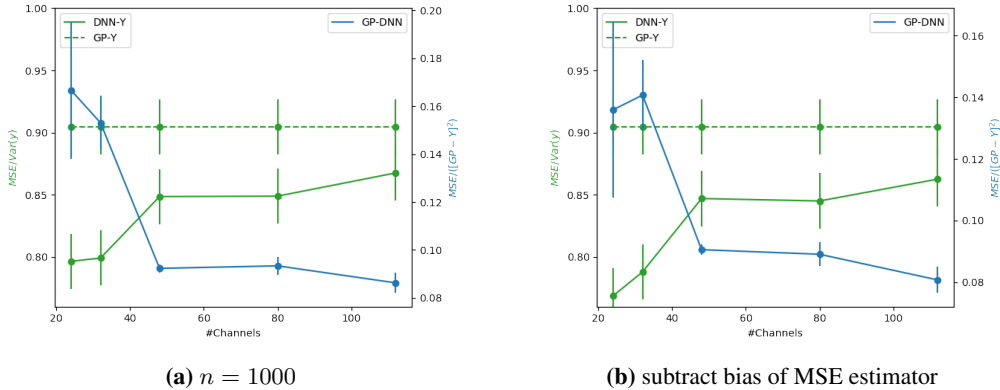 1.00
0.95
0.90
0.85
0.80
MSE/Var(y)
DNN-Y
GP-Y
GP-DNN
0.20
0.18
0.16
0.14
0.12
0.10
0.08
MSE/([GP − Y]²)
20 40 60 80 100
#Channels
(a) n = 1000
1.00
0.95
0.90
0.85
0.80
MSE/Var(y)
DNN-Y
GP-Y
GP-DNN
0.16
0.14
0.12
0.10
0.08
MSE/([GP − Y]²)
20 40 60 80 100
#Channels
(b) subtract bias of MSE estimator